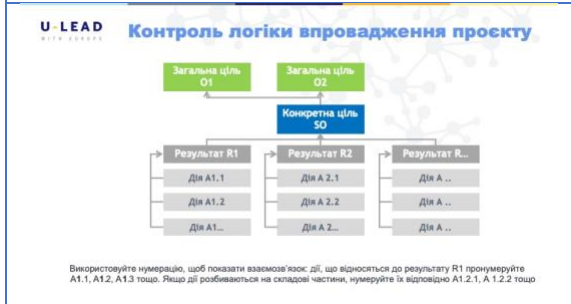 U-LEAD
WITH EUROPE
Контроль логіки впровадження проєкту
Загальна ціль
О1
Загальна ціль
О2
Конкретна ціль
SO
Результат R1
Результат R2
Результат R...
Дія А1.1
Дія А 2.1
Дія А ..
Дія А1.2
Дія А 2.2
Дія А ..
Дія А1...
Дія А 2...
Дія А ..
Використовуйте нумерацію, щоб показати взаємозв'язок: дії, що відносяться до результату R1 пронумеруйте
А1.1, А1.2, А1.3 тощо. Якщо дії розбиваються на складові частини, нумеруйте їх відповідно А1.2.1, А 1.2.2 тощо